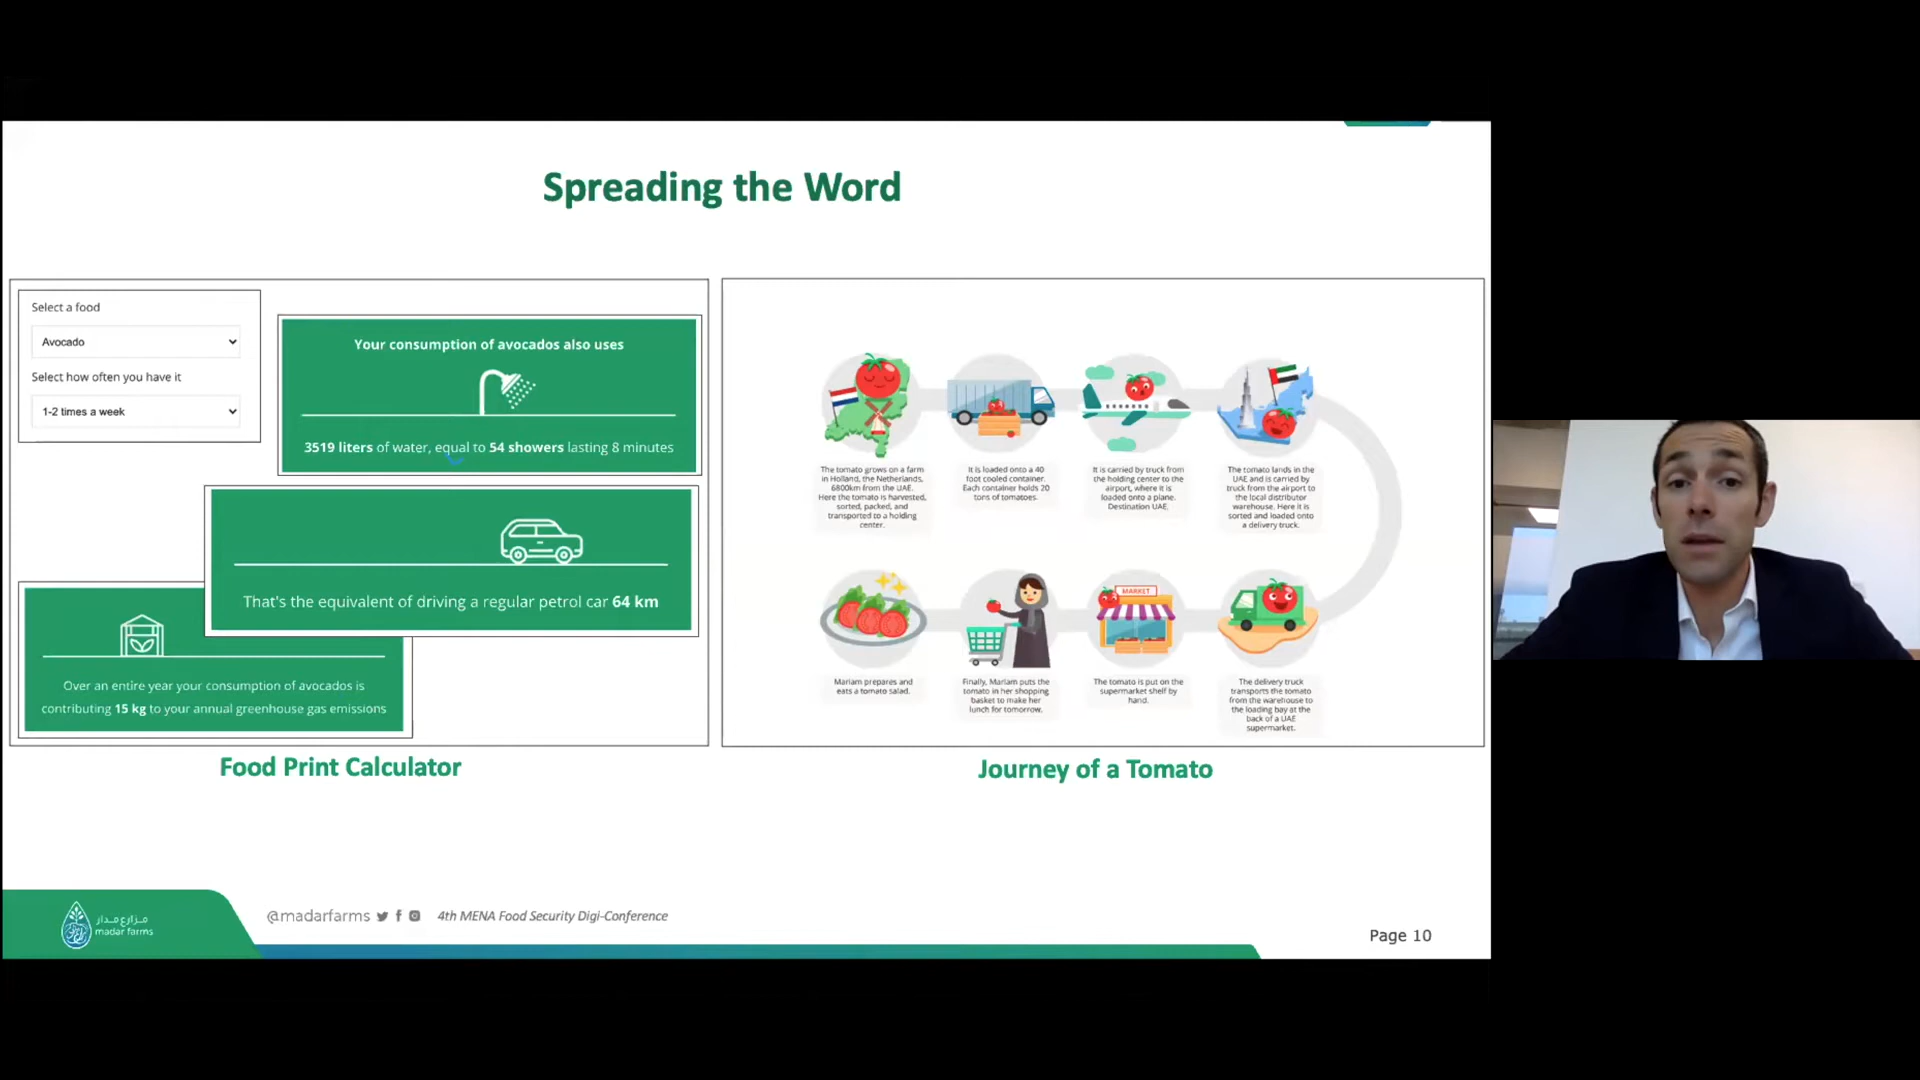 Spreading the Word
Select a food
Avocado
Select how often you have it
1-2 times a week
Your consumption of avocados also uses
3519 liters of water, equal to 54 showers lasting 8 minutes
That's the equivalent of driving a regular petrol car 64 km
Over an entire year your consumption of avocados is
contributing 15 kg to your annual greenhouse gas emissions
Food Print Calculator
The tomato grows on a farm
in Holland, the Netherlands,
6800km from the UAE.
Here the tomato is harvested,
sorted, packed, and
transported to a holding
center.
It is loaded onto a 40
foot cooled container.
Each container holds 20
tons of tomatoes.
It is carried by truck from
the holding center to the
airport, where it is
loaded onto a plane.
Destination UAE.
The tomato lands in the
UAE and is carried by
truck from the airport to
the local distributor
warehouse. Here it is
sorted and loaded onto
a delivery truck.
MARKET
Mariam prepares and
eats a tomato salad.
Finally, Mariam puts the
tomato in her shopping
basket to make her
lunch for tomorrow.
The tomato is put on the
supermarket shelf by
hand.
The delivery truck
transports the tomato
from the warehouse to
the loading bay at the
back of a UAE
supermarket.
Journey of a Tomato
مزارع مدار
madar farms
@madarfarms
4th MENA Food Security Digi-Conference
Page 10